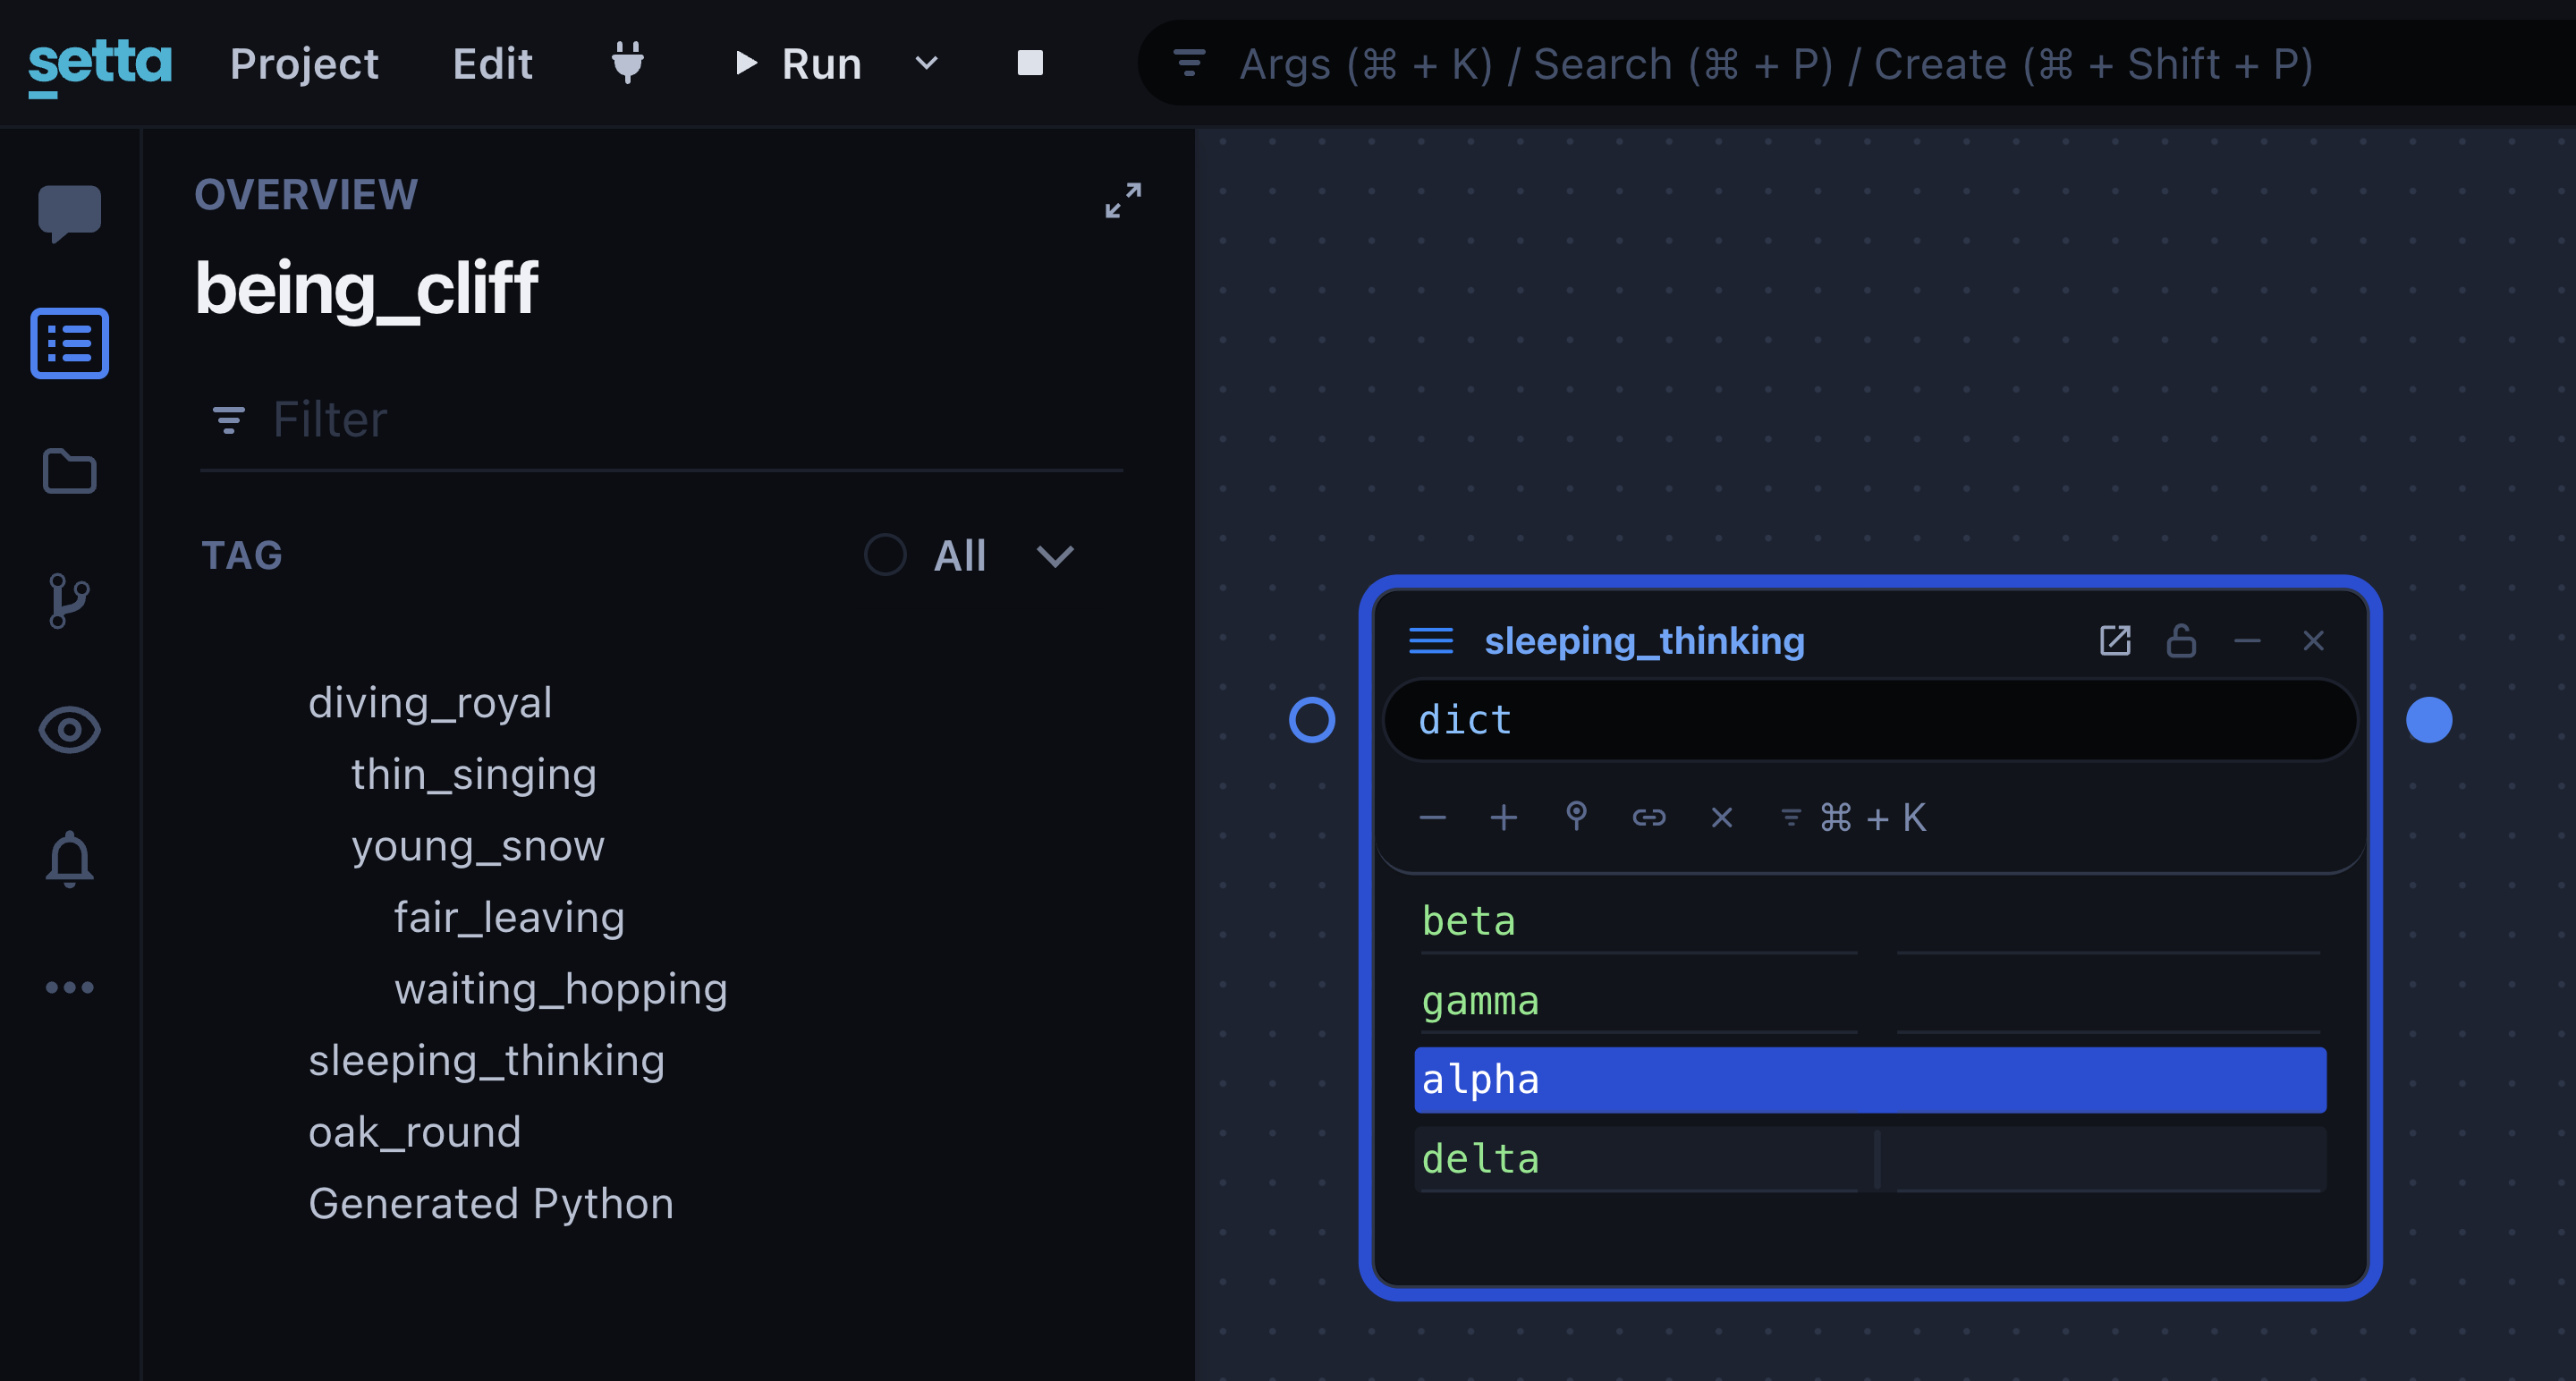 setta Project Edit Run Args (⌘ + K) / Search (⌘ + P) / Create (⌘ + Shift + P)
OVERVIEW
being_cliff
Filter
TAG All
diving_royal
thin_singing
young_snow
fair_leaving
waiting_hopping
sleeping_thinking
oak_round
Generated Python
sleeping_thinking
dict
⌘ + K
beta
gamma
alpha
delta